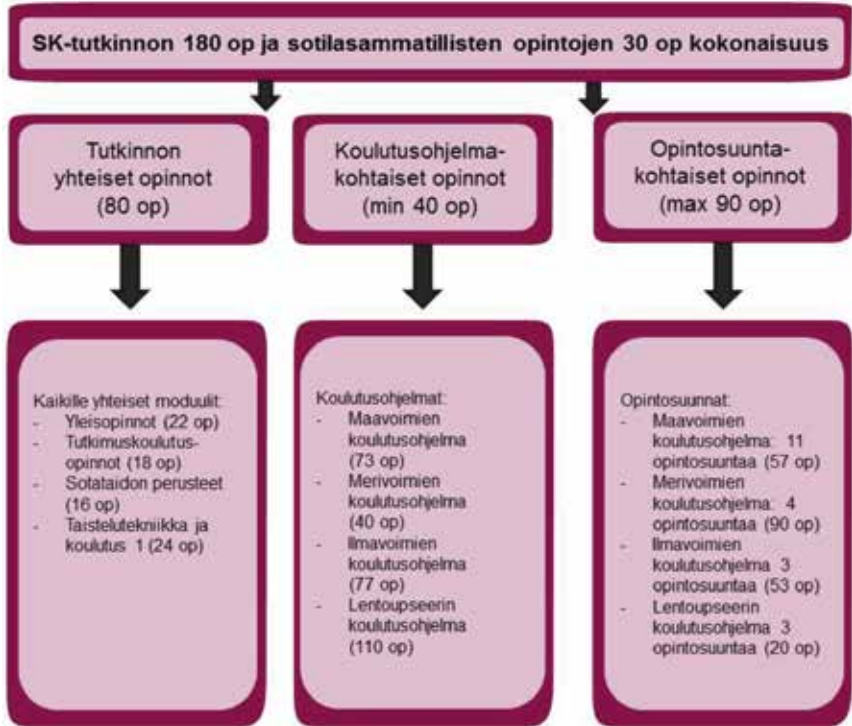 SK-tutkinnon 180 op ja sotilasammatillisten opintojen 30 op kokonaisuus
Tutkinnon
yhteiset opinnot
(80 op)
Koulutusohjelma-
kohtaiset opinnot
(min 40 op)
Opintosuunta-
kohtaiset opinnot
(max 90 op)
Kaikille yhteiset moduulit:
- Yleisopinnot (22 op)
- Tutkimuskoulutus-
opinnot (18 op)
- Sotataidon perusteet
(16 op)
- Taistelutekniikka ja
koulutus 1 (24 op)
Koulutusohjelmat:
- Maavoimien
koulutusohjelma
(73 op)
- Merivoimien
koulutusohjelma
(40 op)
- Ilmavoimien
koulutusohjelma
(77 op)
- Lentoupseerin
koulutusohjelma
(110 op)
Opintosuunnat:
- Maavoimien
koulutusohjelma: 11
opintosuuntaa (57 op)
- Merivoimien
koulutusohjelma: 4
opintosuuntaa (90 op)
- Ilmavoimien
koulutusohjelma 3
opintosuuntaa (53 op)
- Lentoupseerin
koulutusohjelma 3
opintosuuntaa (20 op)